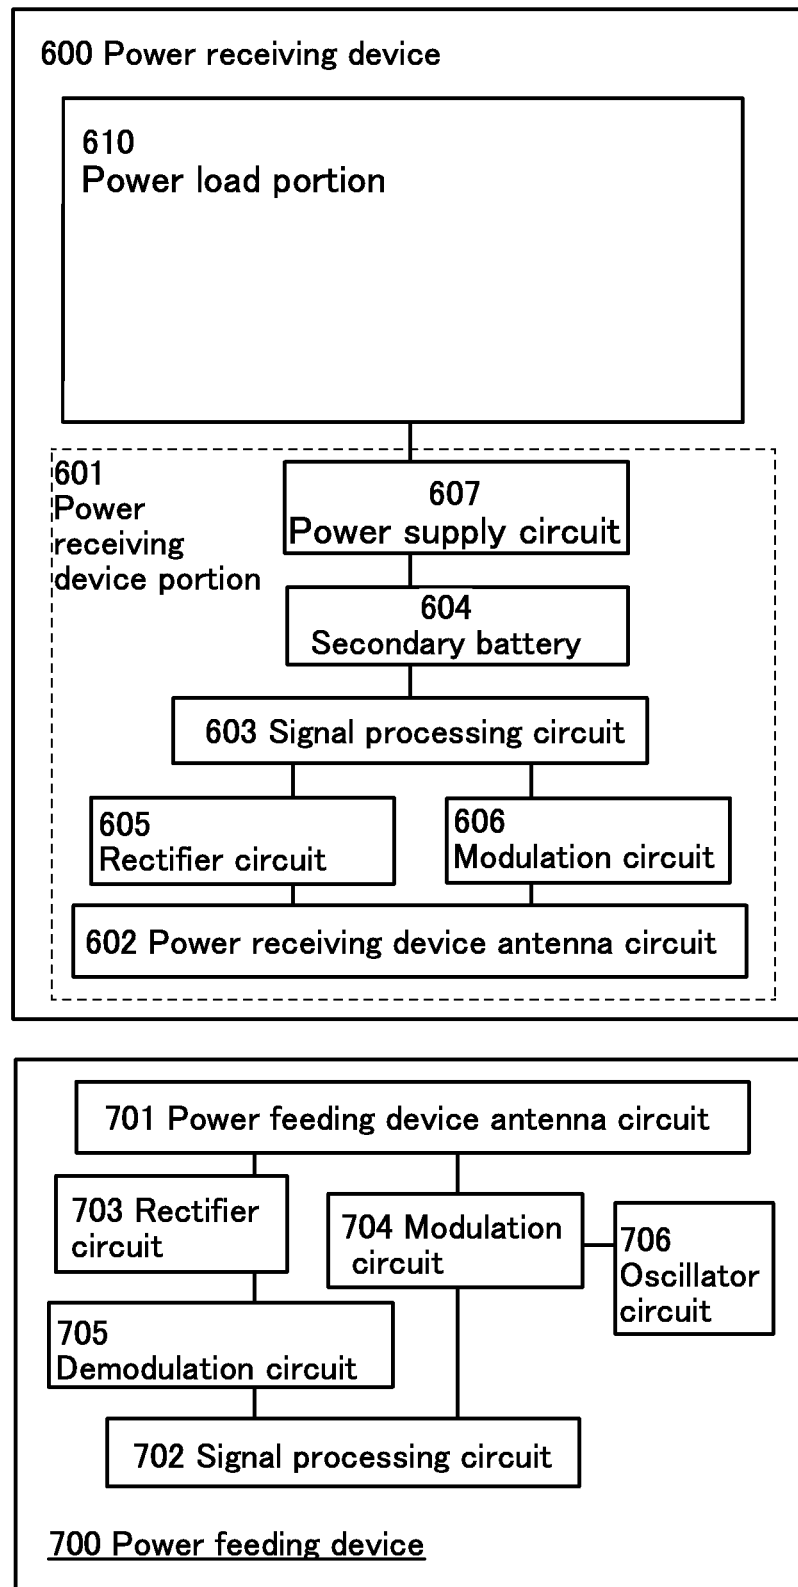 600 Power receiving device
610
Power load portion
601
Power
receiving
device portion
607
Power supply circuit
604
Secondary battery
603 Signal processing circuit
605
Rectifier circuit
606
Modulation circuit
602 Power receiving device antenna circuit
701 Power feeding device antenna circuit
703 Rectifier
circuit
704 Modulation
circuit
706
Oscillator
circuit
705
Demodulation circuit
702 Signal processing circuit
700 Power feeding device